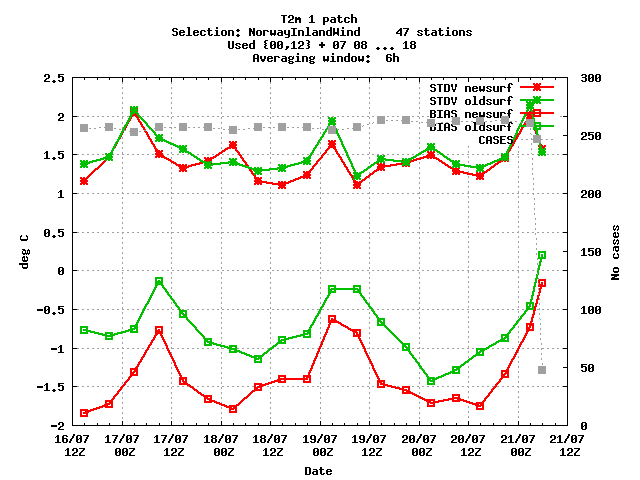 T2m 1 patch
Selection: NorwayInlandWind 47 stations
Used {00,12} + 07 08 ... 18
Averaging window: 6h
STDV newsurf
STDV oldsurf
BIAS newsurf
BIAS oldsurf
CASES
2.5
2
1.5
1
0.5
0
-0.5
-1
-1.5
-2
deg C
300
250
200
150
100
50
0
No cases
16/07 17/07 17/07 18/07 18/07 19/07 19/07 20/07 20/07 21/07 21/07
12Z 00Z 12Z 00Z 12Z 00Z 12Z 00Z 12Z 00Z 12Z
Date